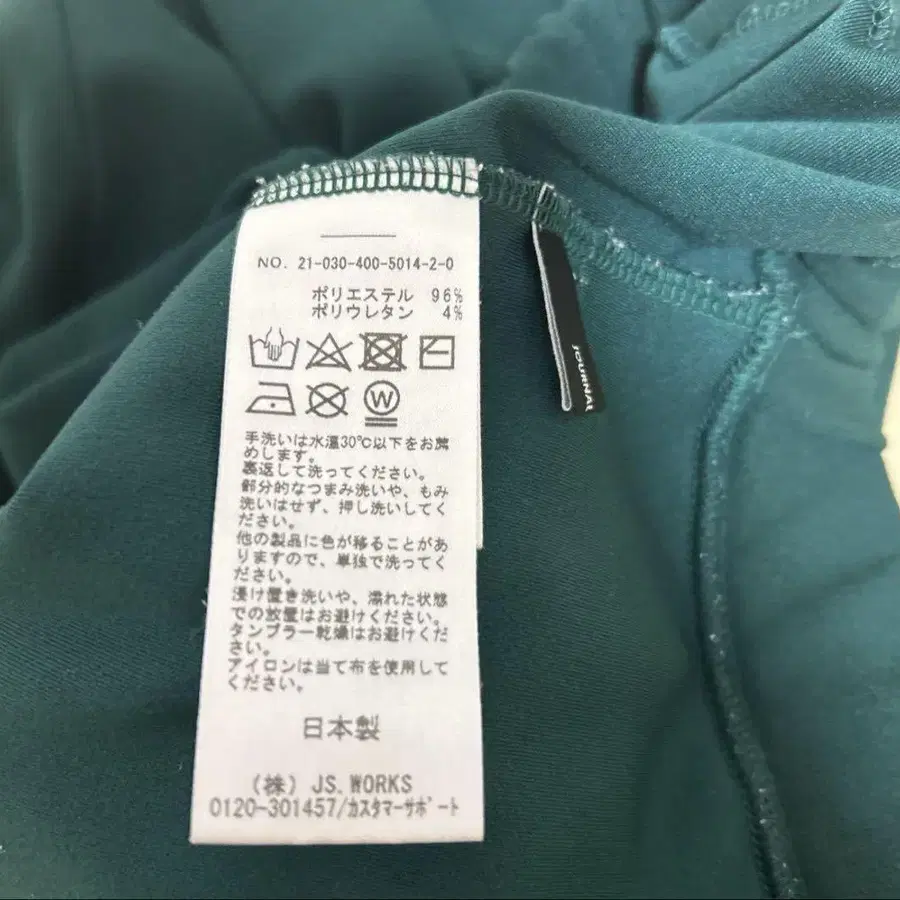 NO. 21-030-400-5014-2-0
ポリエステル 96%
ポリウレタン 4%
W
手洗いは水温30℃以下をお薦
めします。
裏返して洗ってください。
部分的なつまみ洗いや、もみ
洗いはせず、押し洗いしてく
ださい。
他の製品に色が移ることがあ
りますので、単独で洗ってく
ださい。
浸け置き洗いや、濡れた状態
での放置はお避けください。
タンブラー乾燥はお避けくだ
さい。
アイロンは当て布を使用して
ください。
日本製
(株) JS.WORKS
0120-301457/カスタマーサポート
JOURNAL